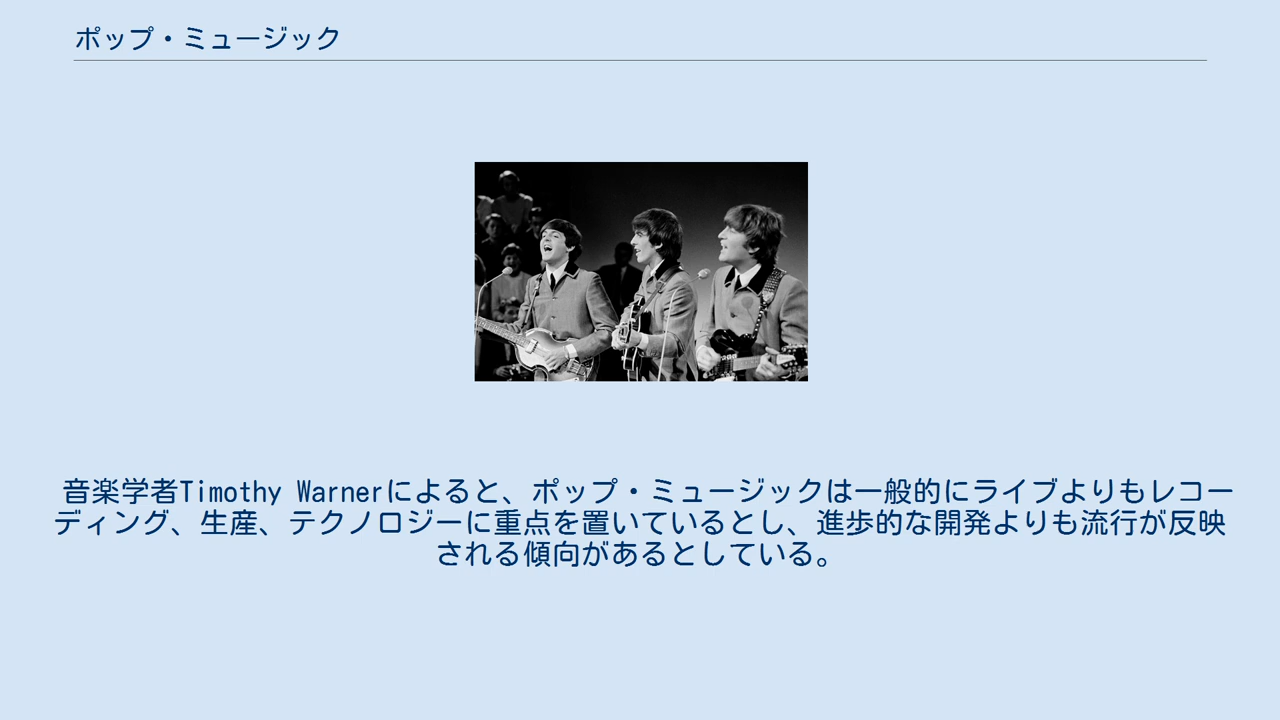 ポップ・ミュージック
音楽学者Timothy Warnerによると、ポップ・ミュージックは一般的にライブよりもレコー
ディング、生産、テクノロジーに重点を置いているとし、進歩的な開発よりも流行が反映
される傾向があるとしている。